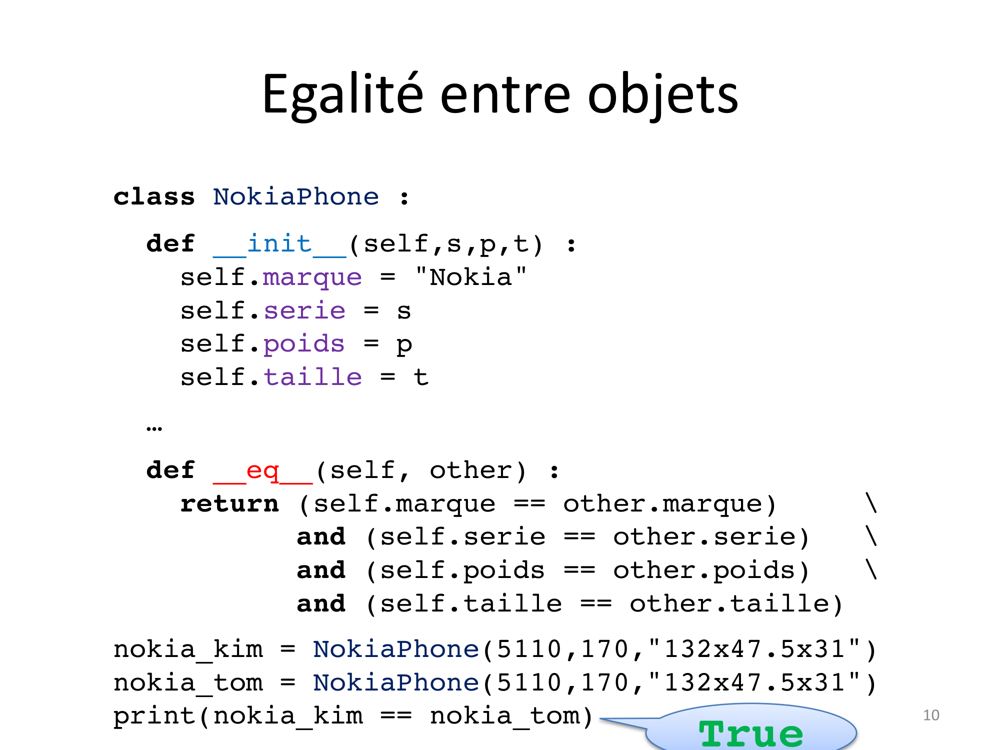 Egalité entre objets
class NokiaPhone :
def __init__(self,s,p,t) :
self.marque = "Nokia"
self.serie = s
self.poids = p
self.taille = t
…
def __eq__(self, other) :
return (self.marque == other.marque) \
and (self.serie == other.serie) \
and (self.poids == other.poids) \
and (self.taille == other.taille)
nokia_kim = NokiaPhone(5110,170,"132x47.5x31")
nokia_tom = NokiaPhone(5110,170,"132x47.5x31")
print(nokia_kim == nokia_tom)
True
10